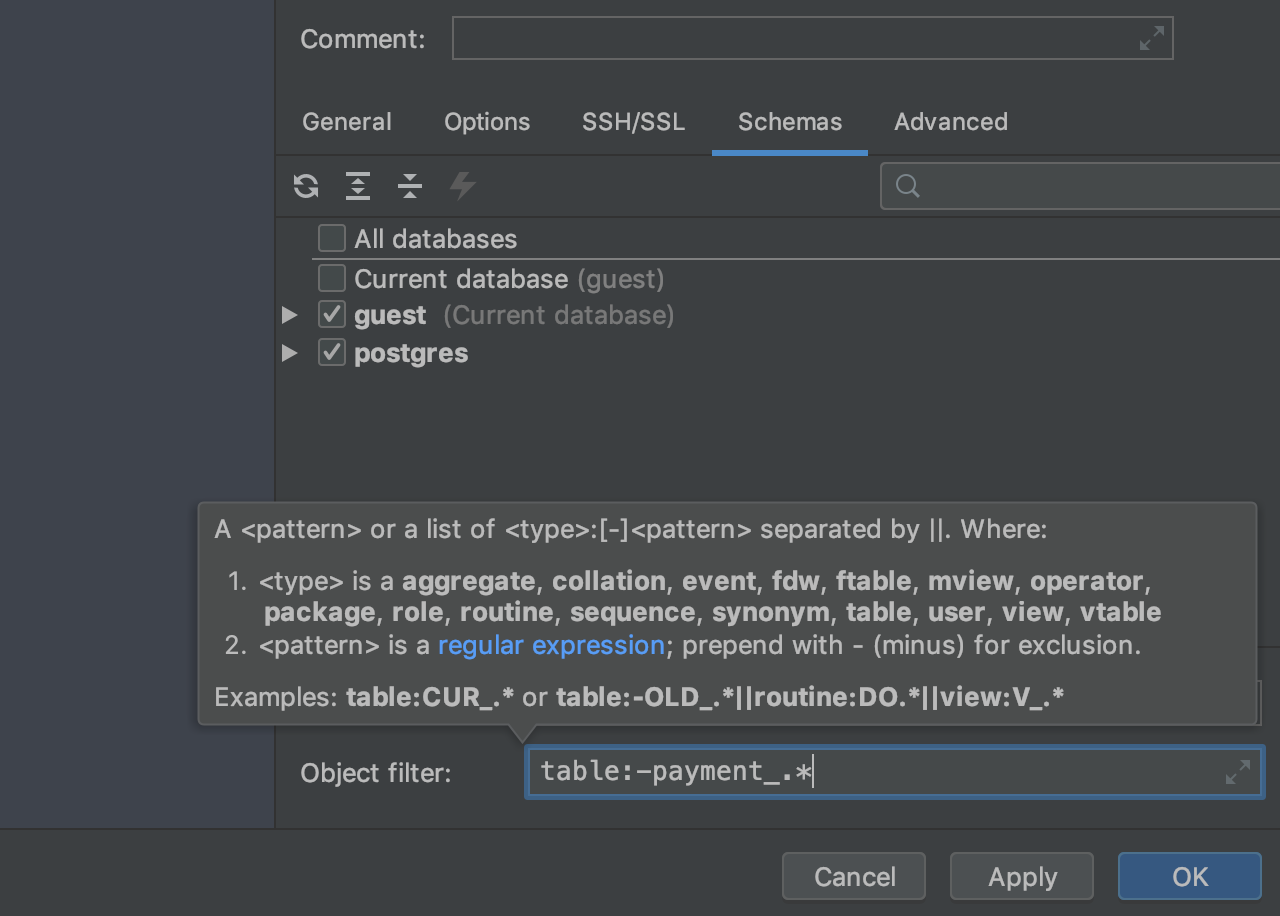 Comment:
General Options SSH/SSL Schemas Advanced
All databases
Current database (guest)
guest (Current database)
postgres
A <pattern> or a list of <type>:[-]<pattern> separated by ||. Where:
1. <type> is a aggregate, collation, event, fdw, ftable, mview, operator,
package, role, routine, sequence, synonym, table, user, view, vtable
2. <pattern> is a regular expression; prepend with - (minus) for exclusion.
Examples: table:CUR_.* or table:-OLD_.*||routine:DO.*||view:V_.*
Object filter: table:-payment_.*
Cancel Apply OK